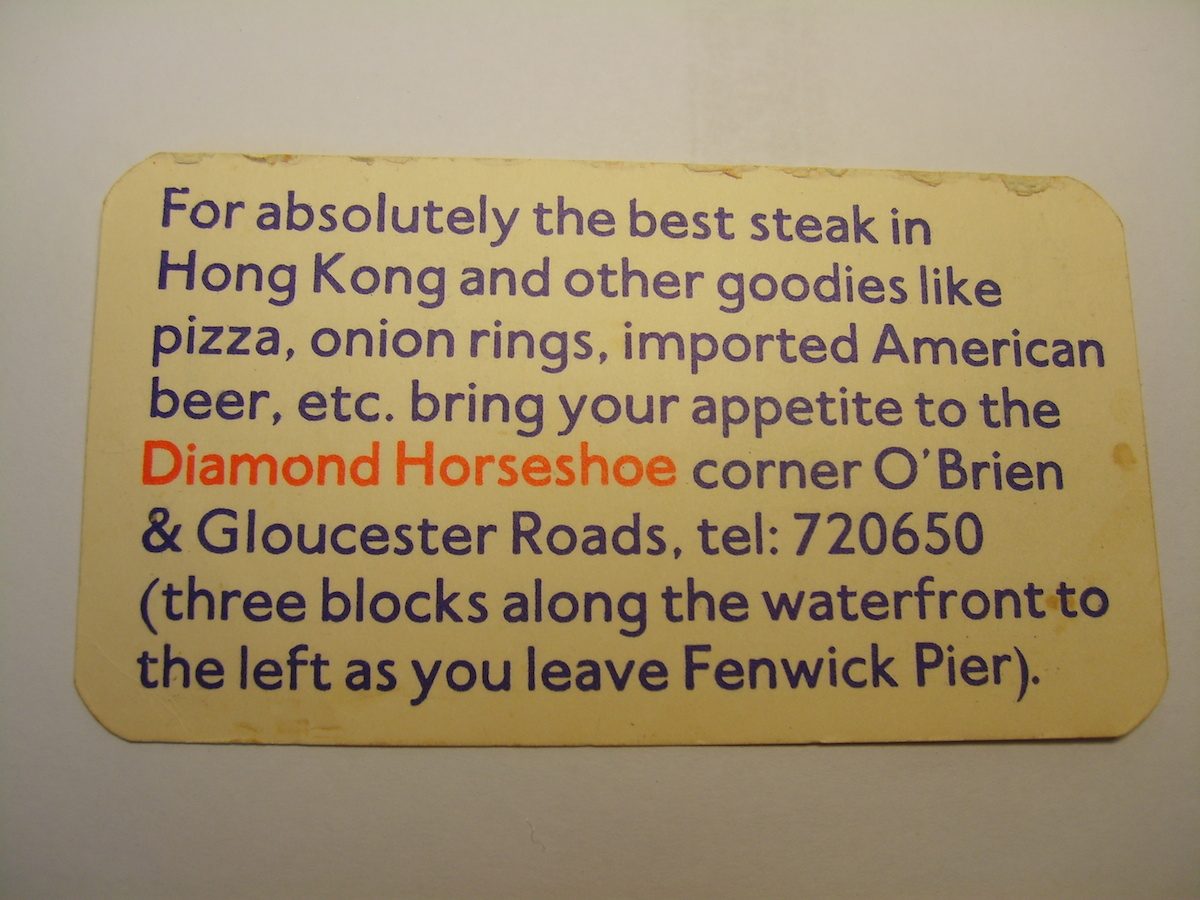 For absolutely the best steak in
Hong Kong and other goodies like
pizza, onion rings, imported American
beer, etc. bring your appetite to the
Diamond Horseshoe corner O'Brien
& Gloucester Roads, tel: 720650
(three blocks along the waterfront to
the left as you leave Fenwick Pier).